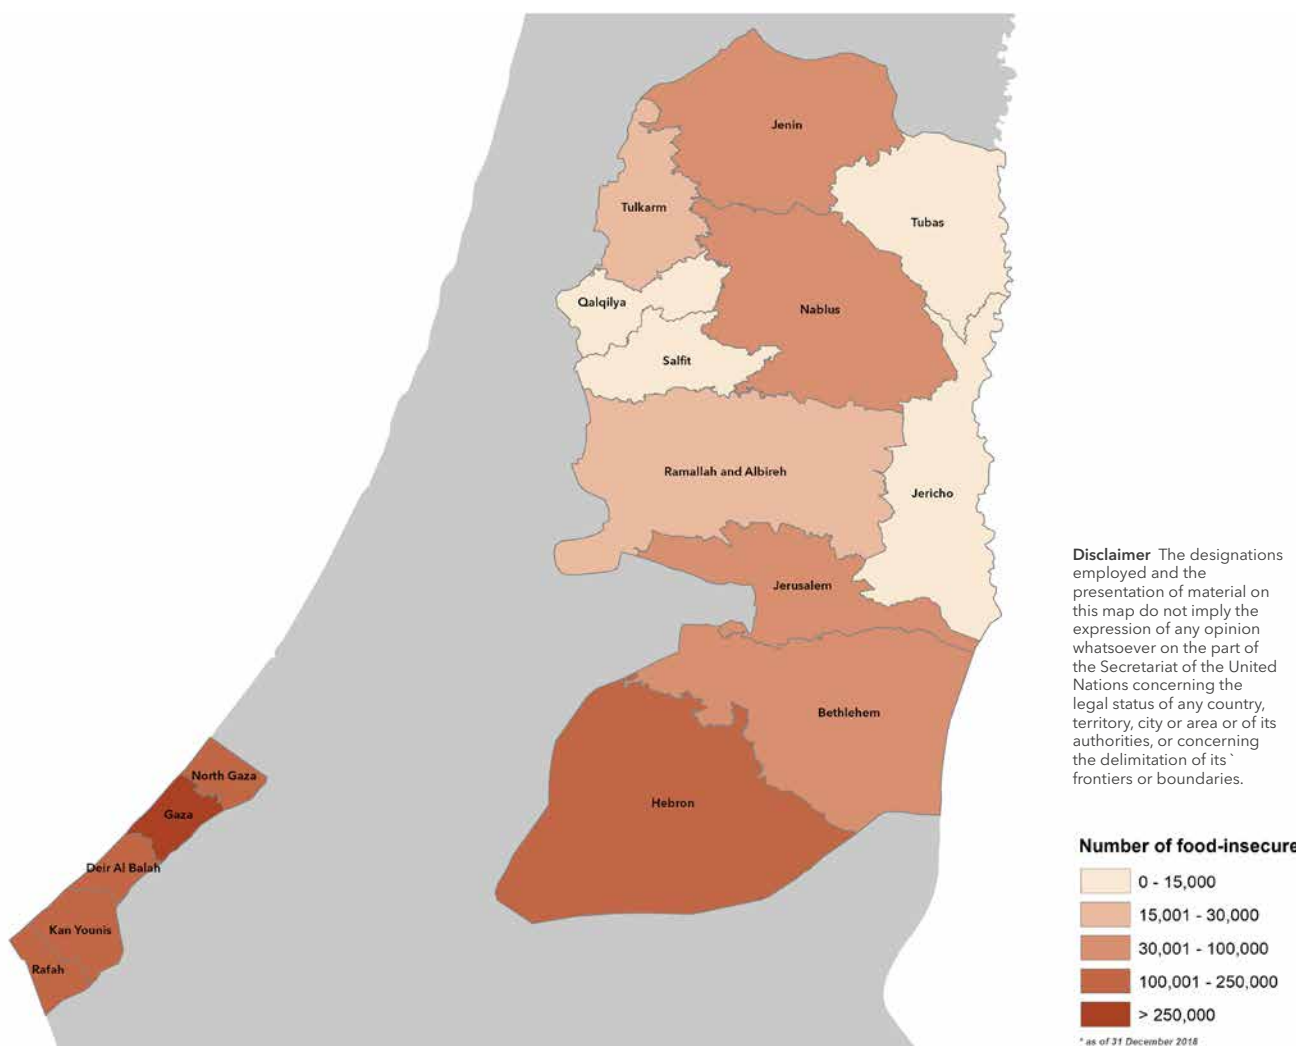 Jenin
Tulkarm
Tubas
Qalqilya
Nablus
Salfit
Ramallah and Albireh
Jericho
Jerusalem
Bethlehem
Hebron
North Gaza
Gaza
Deir Al Balah
Kan Younis
Rafah
Disclaimer The designations
employed and the
presentation of material on
this map do not imply the
expression of any opinion
whatsoever on the part of
the Secretariat of the United
Nations concerning the
legal status of any country,
territory, city or area or of its
authorities, or concerning
the delimitation of its `
frontiers or boundaries.
Number of food-insecure
0 - 15,000
15,001 - 30,000
30,001 - 100,000
100,001 - 250,000
> 250,000
* as of 31 December 2018